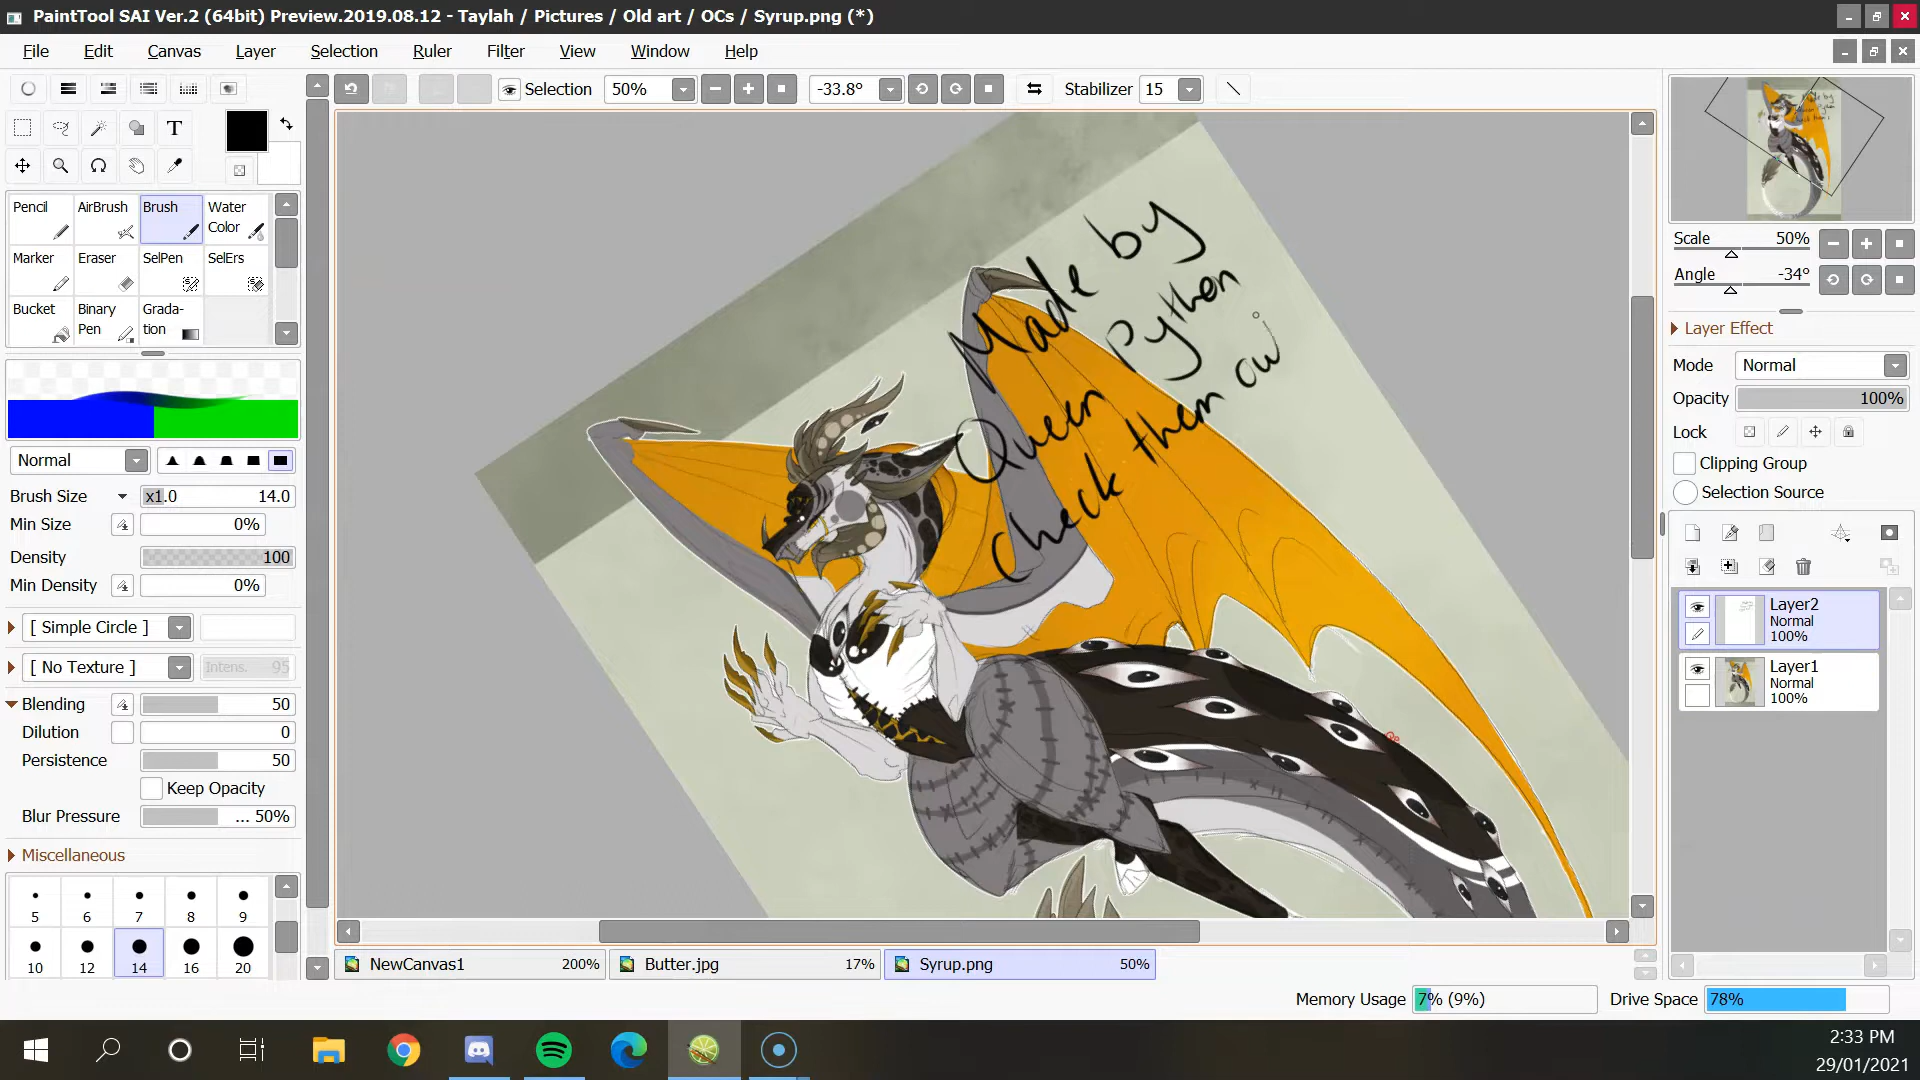 PaintTool SAI Ver.2 (64bit) Preview.2019.08.12 - Taylah / Pictures / Old art / OCs / Syrup.png (*)
File Edit Canvas Layer Selection Ruler Filter View Window Help
Selection 50% -33.8° Stabilizer 15
T
Pencil AirBrush Brush Water Color
Marker Eraser SelPen SelErs
Bucket Binary Pen Grada-tion
Normal
Brush Size x1.0 14.0
Min Size 0%
Density 100
Min Density 0%
[ Simple Circle ]
[ No Texture ] Intens. 95
Blending 50
Dilution 0
Persistence 50
Keep Opacity
Blur Pressure ... 50%
Miscellaneous
5 6 7 8 9
10 12 14 16 20
Made by
Queen Python
check them ou
Scale 50%
Angle -34°
Layer Effect
Mode Normal
Opacity 100%
Lock
Clipping Group
Selection Source
Layer2
Normal
100%
Layer1
Normal
100%
NewCanvas1 200% Butter.jpg 17% Syrup.png 50%
Memory Usage 7% (9%) Drive Space 78%
2:33 PM
29/01/2021